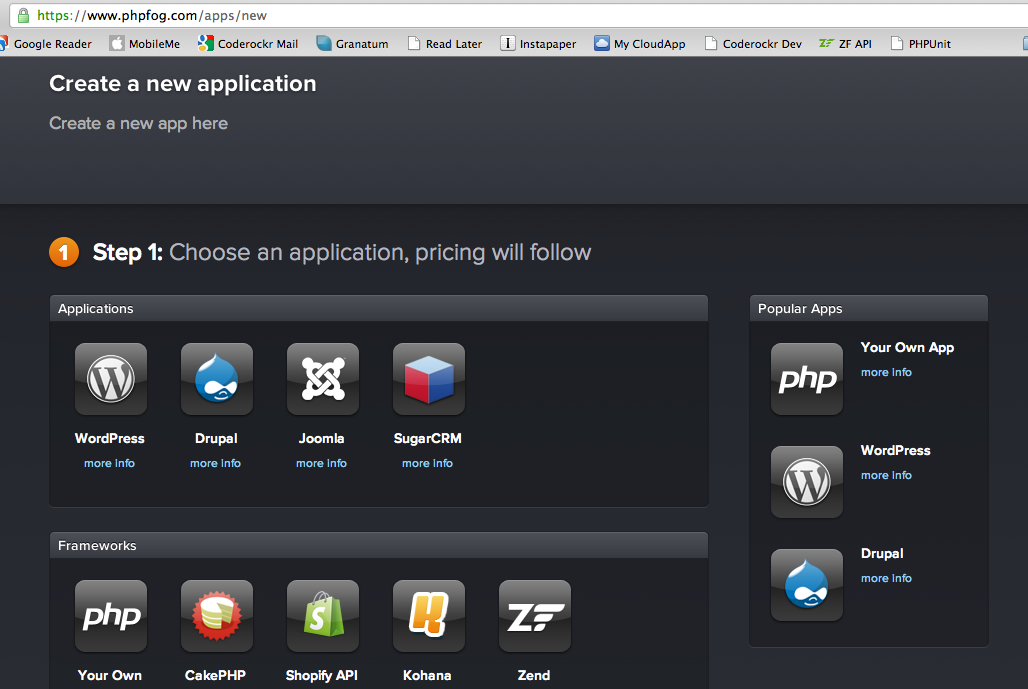 https://www.phpfog.com/apps/new
Google Reader MobileMe Coderockr Mail Granatum Read Later Instapaper My CloudApp Coderockr Dev ZF API PHPUnit
Create a new application
Create a new app here
1 Step 1: Choose an application, pricing will follow
Applications
WordPress Drupal Joomla SugarCRM
more info more info more info more info
Frameworks
php ZF
Your Own CakePHP Shopify API Kohana Zend
Popular Apps
php
Your Own App
more info
WordPress
more info
Drupal
more info